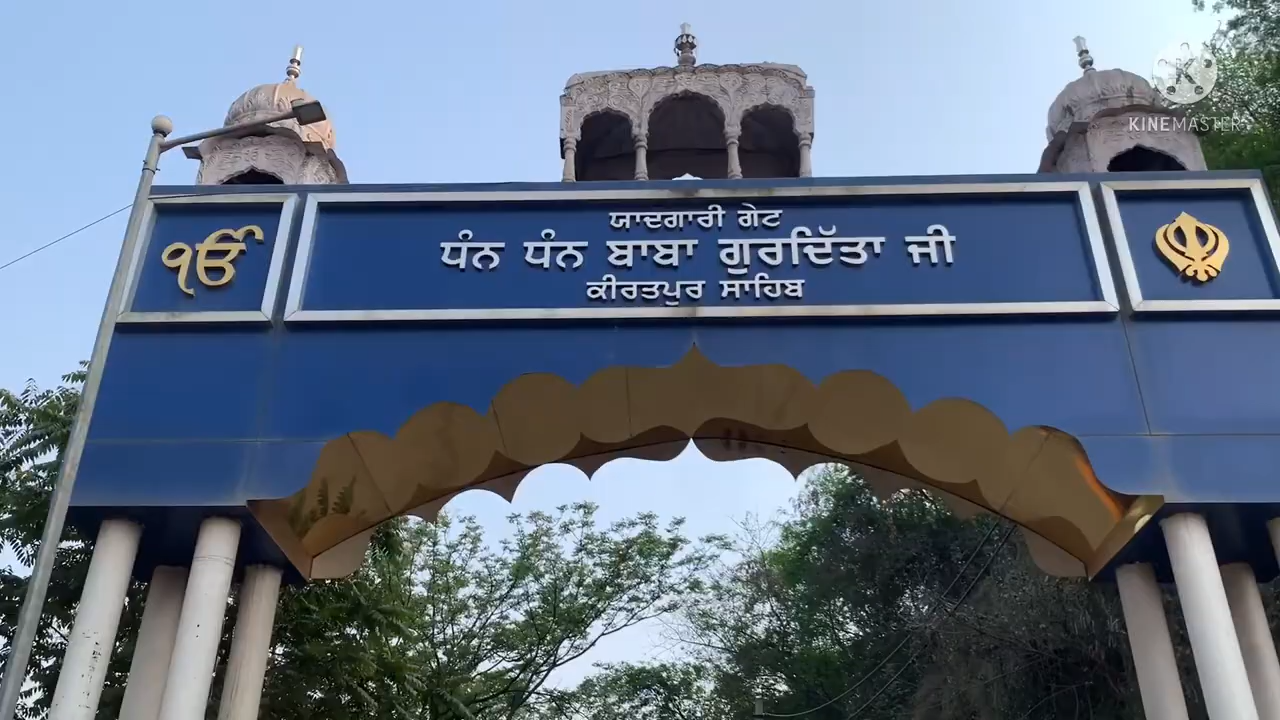 ੴ
ਯਾਦਗਾਰੀ ਗੇਟ
ਧੰਨ ਧੰਨ ਬਾਬਾ ਗੁਰਦਿੱਤਾ ਜੀ
ਕੀਰਤਪੁਰ ਸਾਹਿਬ
K
KINEMASTER